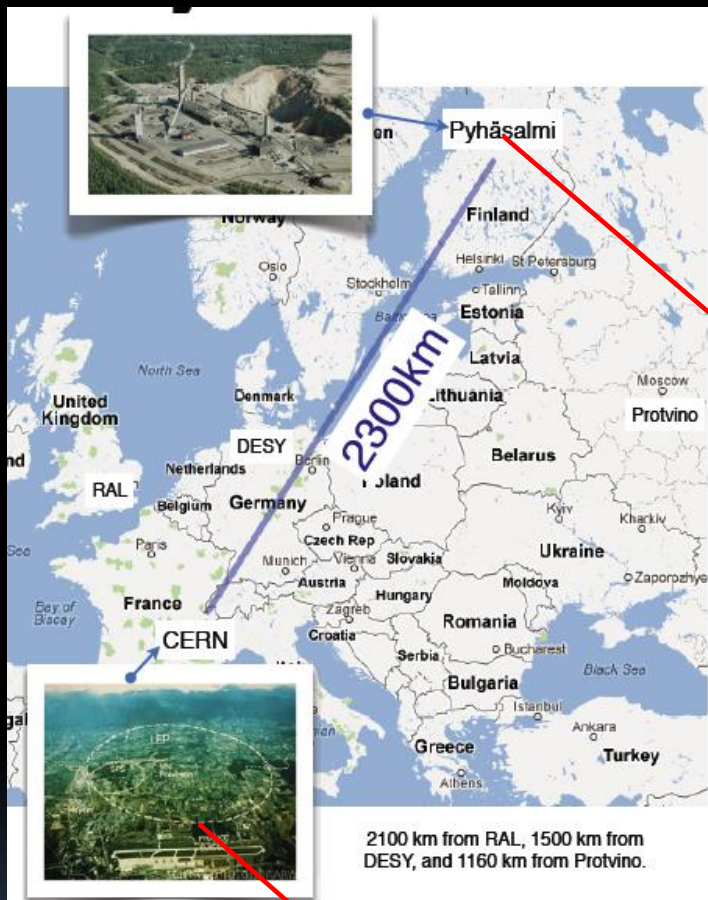 Pyhäsalmi
Norway
Finland
Oslo
Helsinki
St Petersburg
Stockholm
Tallinn
Estonia
Latvia
North Sea
Moscow
United
Kingdom
Denmark
2300km
Protvino
DESY
Berlin
Netherlands
Belarus
RAL
Germany
Belgium
Prague
Kyiv
Kharkiv
Paris
Czech Rep
Ukraine
Munich
Vienna
Slovakia
Zaporozhye
Austria
Moldova
Bay of
Biscay
France
Hungary
Zagreb
Romania
CERN
Croatia
Serbia
Bucharest
Black Sea
Bulgaria
Istanbul
LEP
Ankara
Greece
Turkey
Athens
2100 km from RAL, 1500 km from
DESY, and 1160 km from Protvino.